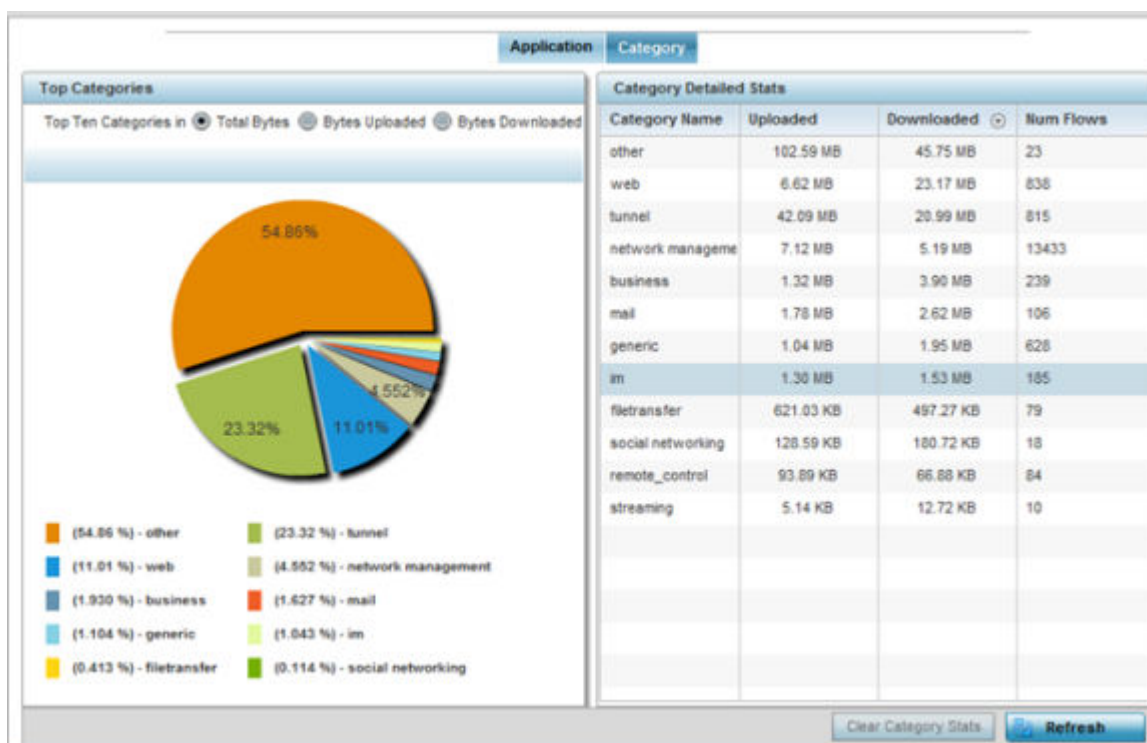 Application Category
Top Categories
Top Ten Categories in Total Bytes Bytes Uploaded Bytes Downloaded
54.86%
4.552%
23.32%
11.01%
(54.86 %) - other
(23.32 %) - tunnel
(11.01 %) - web
(4.552 %) - network management
(1.930 %) - business
(1.627 %) - mail
(1.104 %) - generic
(1.043 %) - im
(0.413 %) - filetransfer
(0.114 %) - social networking
Category Detailed Stats
Category Name Uploaded Downloaded Num Flows
other 102.59 MB 45.75 MB 23
web 6.62 MB 23.17 MB 838
tunnel 42.09 MB 20.99 MB 815
network manageme 7.12 MB 5.19 MB 13433
business 1.32 MB 3.90 MB 239
mail 1.78 MB 2.62 MB 106
generic 1.04 MB 1.95 MB 628
im 1.30 MB 1.53 MB 185
filetransfer 621.03 KB 497.27 KB 79
social networking 128.59 KB 180.72 KB 18
remote_control 93.89 KB 66.88 KB 84
streaming 5.14 KB 12.72 KB 10
Clear Category Stats Refresh